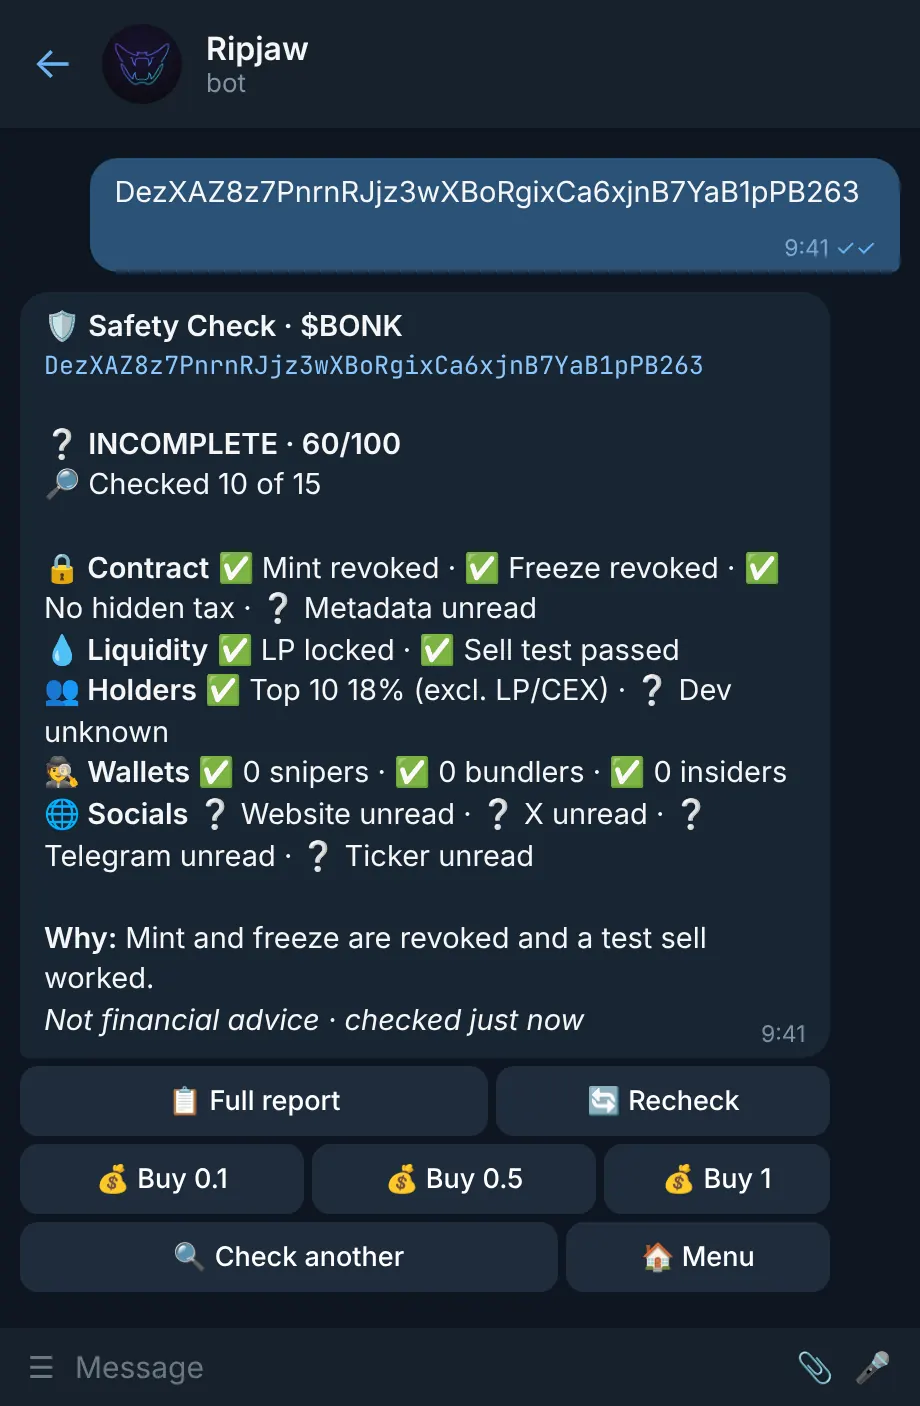 Ripjaw
bot
DezXAZ8z7PnrnRJjz3wXBoRgixCa6xjnB7YaB1pPB263
9:41
Safety Check · $BONK
DezXAZ8z7PnrnRJjz3wXBoRgixCa6xjnB7YaB1pPB263
❔ INCOMPLETE · 60/100
🔎 Checked 10 of 15
🔒 Contract ✅ Mint revoked · ✅ Freeze revoked · ✅
No hidden tax · ❔ Metadata unread
💧 Liquidity ✅ LP locked · ✅ Sell test passed
👥 Holders ✅ Top 10 18% (excl. LP/CEX) · ❔ Dev
unknown
🕵️ Wallets ✅ 0 snipers · ✅ 0 bundlers · ✅ 0 insiders
🌐 Socials ❔ Website unread · ❔ X unread · ❔
Telegram unread · ❔ Ticker unread
Why: Mint and freeze are revoked and a test sell
worked.
Not financial advice · checked just now
9:41
📋 Full report
🔄 Recheck
💰 Buy 0.1
💰 Buy 0.5
💰 Buy 1
🔍 Check another
🏠 Menu
Message